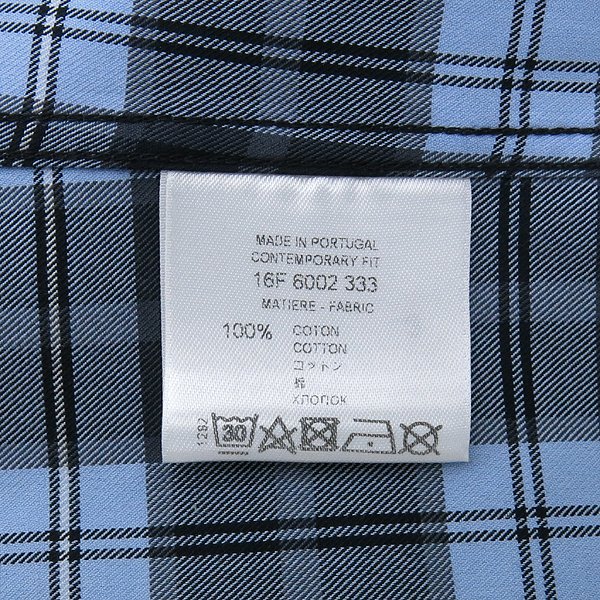 MADE IN PORTUGAL
CONTEMPORARY FIT
16F 6002 333
MATIERE - FABRIC
100% COTON
COTTON
コットン
棉
ХЛОПОК
1292
30